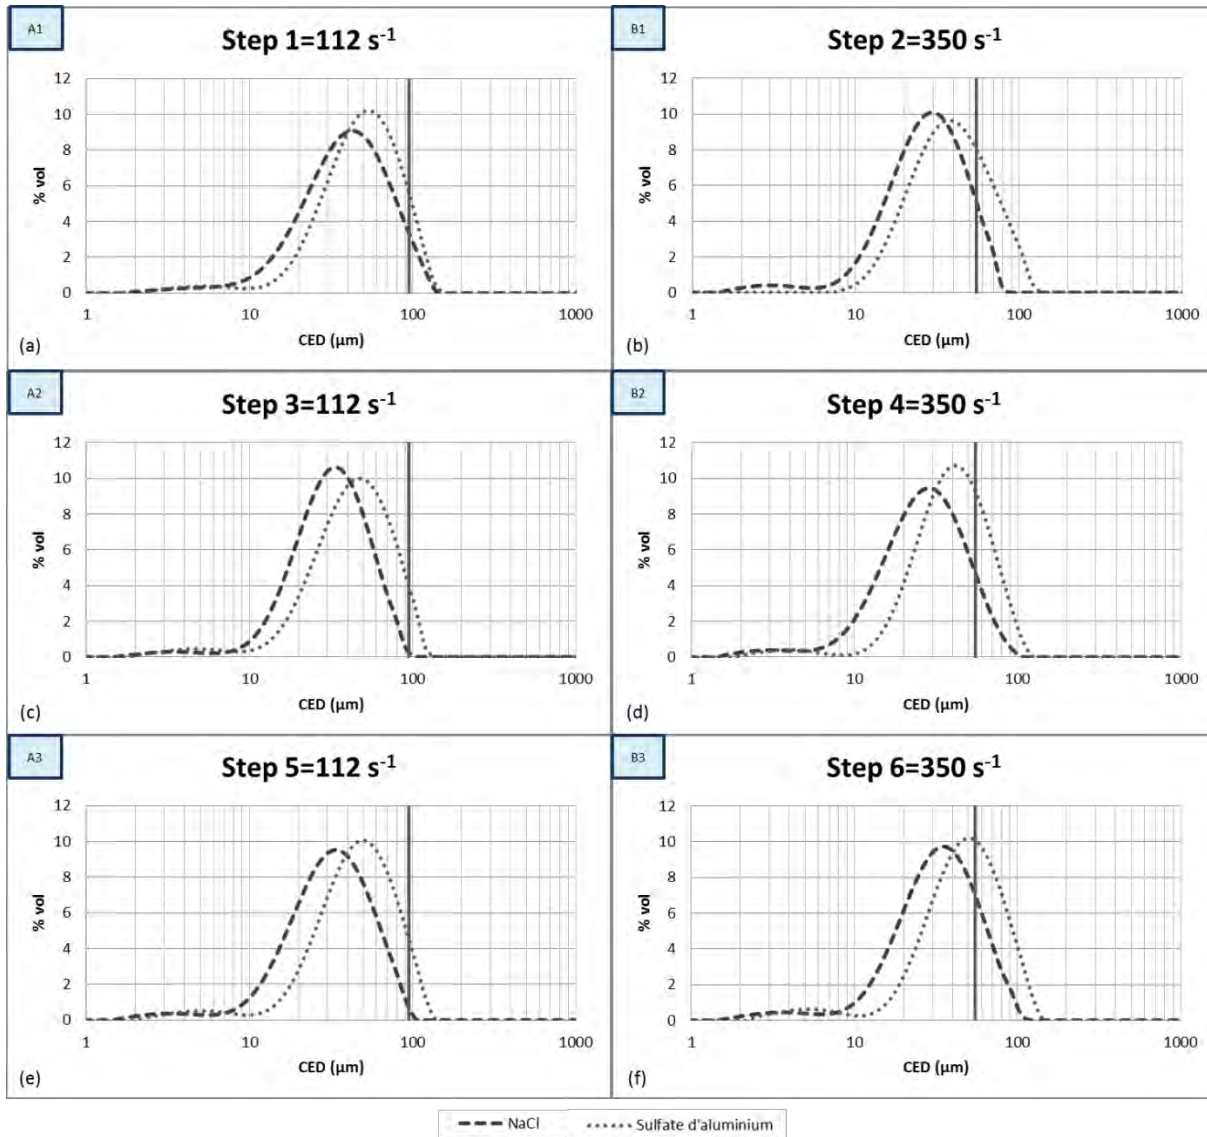 A1
Step 1=112 s⁻¹
12
10
8
6
4
2
0
% vol
1 10 100 1000
CED (µm)
(a)
B1
Step 2=350 s⁻¹
12
10
8
6
4
2
0
% vol
1 10 100 1000
CED (µm)
(b)
A2
Step 3=112 s⁻¹
12
10
8
6
4
2
0
% vol
1 10 100 1000
CED (µm)
(c)
B2
Step 4=350 s⁻¹
12
10
8
6
4
2
0
% vol
1 10 100 1000
CED (µm)
(d)
A3
Step 5=112 s⁻¹
12
10
8
6
4
2
0
% vol
1 10 100 1000
CED (µm)
(e)
B3
Step 6=350 s⁻¹
12
10
8
6
4
2
0
% vol
1 10 100 1000
CED (µm)
(f)
NaCl Sulfate d'aluminium